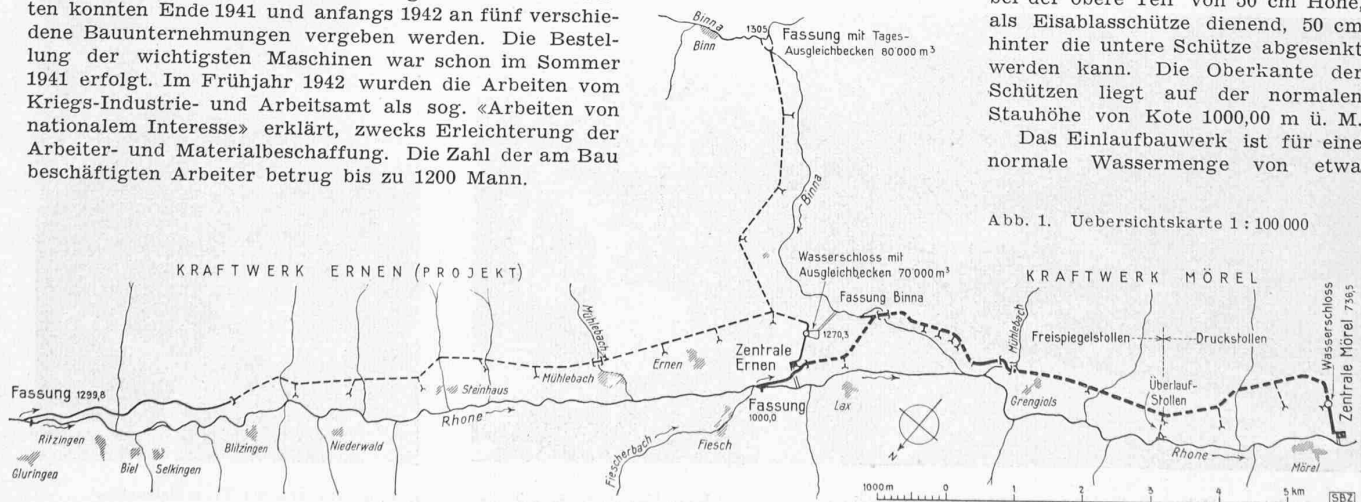 ten konnten Ende 1941 und anfangs 1942 an fünf verschie-
dene Bauunternehmungen vergeben werden. Die Bestel-
lung der wichtigsten Maschinen war schon im Sommer
1941 erfolgt. Im Frühjahr 1942 wurden die Arbeiten vom
Kriegs-Industrie- und Arbeitsamt als sog. «Arbeiten von
nationalem Interesse» erklärt, zwecks Erleichterung der
Arbeiter- und Materialbeschaffung. Die Zahl der am Bau
beschäftigten Arbeiter betrug bis zu 1200 Mann.
bei der obere Teil von 50 cm Höhe,
als Eisablasschütze dienend, 50 cm
hinter die untere Schütze abgesenkt
werden kann. Die Oberkante der
Schützen liegt auf der normalen
Stauhöhe von Kote 1000,00 m ü. M.
Das Einlaufbauwerk ist für eine
normale Wassermenge von etwa
Abb. 1. Uebersichtskarte 1 : 100 000
Binna
Binn
1305
Fassung mit Tages-
Ausgleichbecken 80 000 m³
Binna
Wasserschloss mit
Ausgleichbecken 70 000 m³
Fassung Binna
1270,3
KRAFTWERK ERNEN (PROJEKT)
KRAFTWERK MÖREL
Fassung 1299,8
Ritzingen
Gluringen
Biel
Selkingen
Blitzingen
Niederwald
Steinhaus
Rhone
Mühlebach
Mühlebach
Ernen
Zentrale
Ernen
Fassung
1000,0
Fiescherbach
Fiesch
Lax
Mühlebach
Grengiols
Freispiegelstollen
Druckstollen
Überlauf-
Stollen
Rhone
Wasserschloss
Zentrale Mörel 736,5
Mörel
N
1000 m 0 1 2 3 4 5 km
SBZ